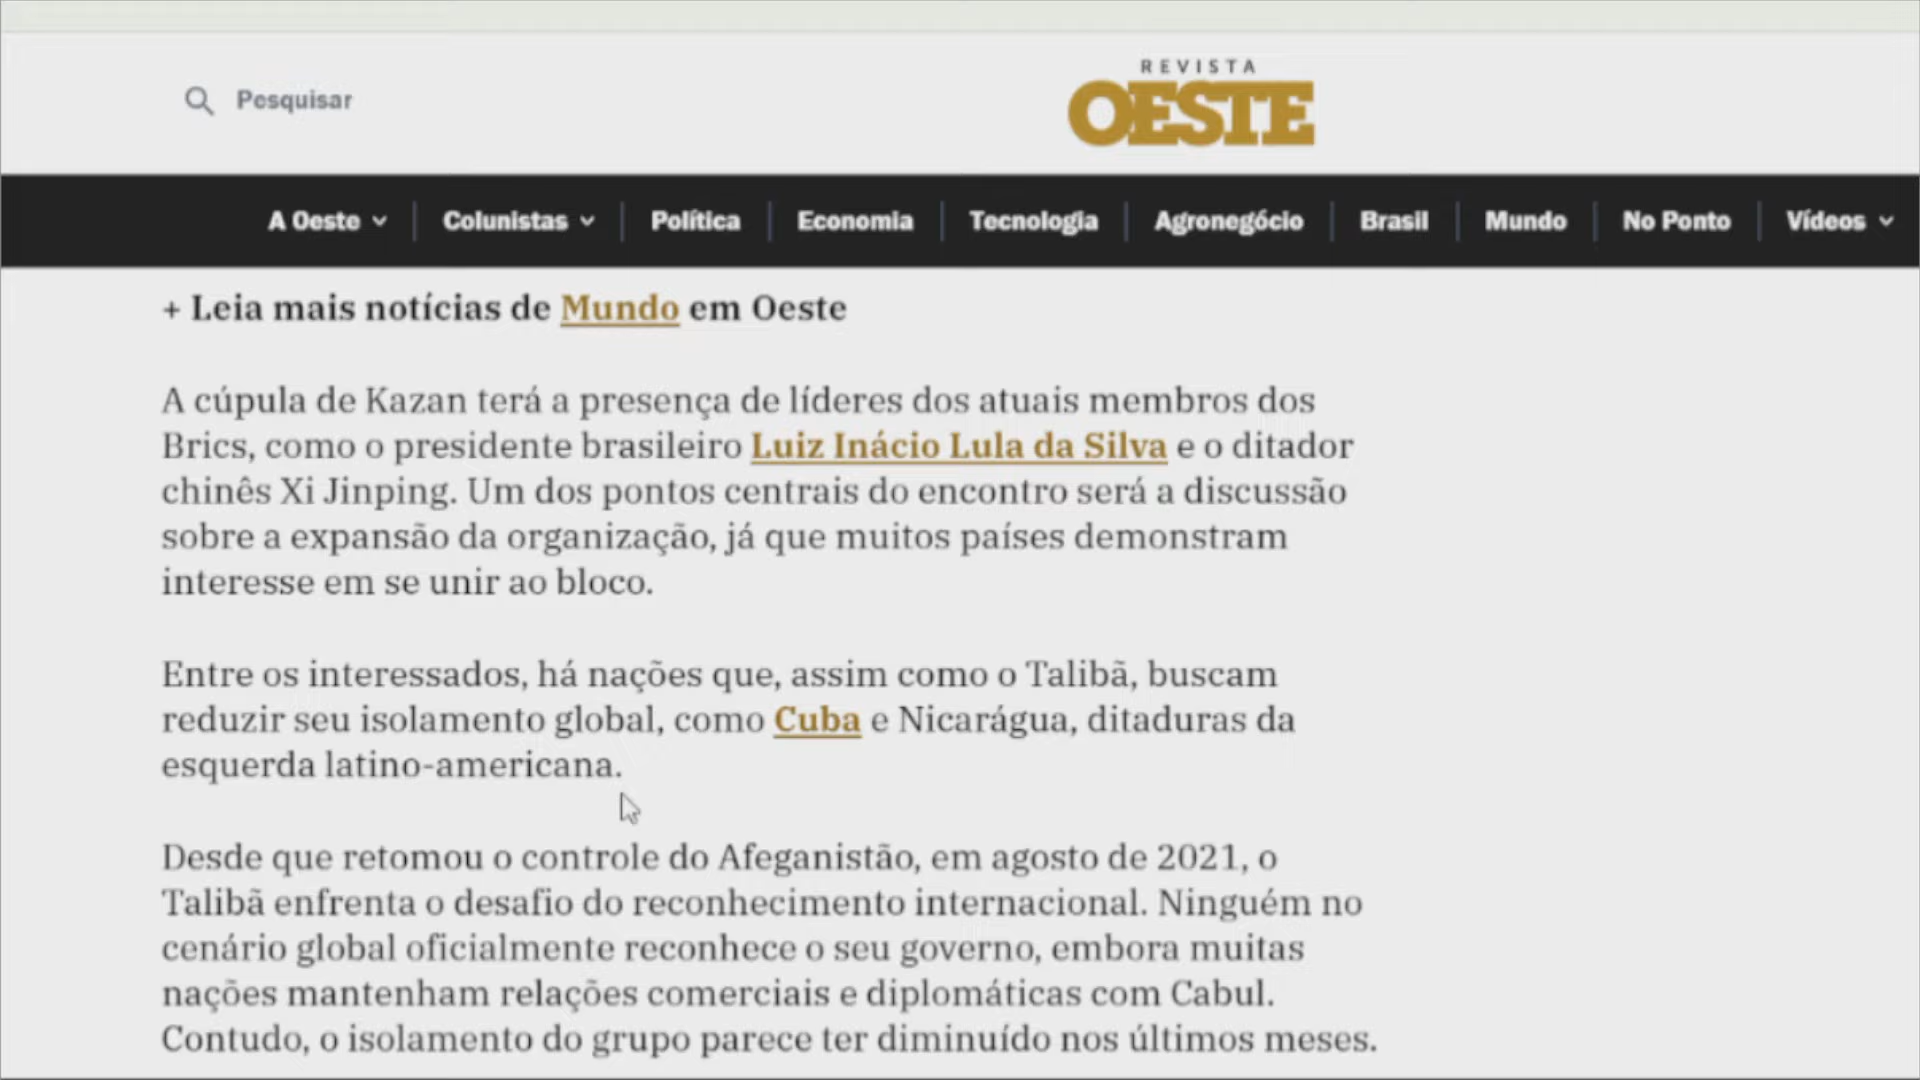 REVISTA
Pesquisar
OESTE
A Oeste
Colunistas
Política
Economia
Tecnologia
Agronegócio
Brasil
Mundo
No Ponto
Vídeos
+ Leia mais notícias de Mundo em Oeste
A cúpula de Kazan terá a presença de líderes dos atuais membros dos
Brics, como o presidente brasileiro Luiz Inácio Lula da Silva e o ditador
chinês Xi Jinping. Um dos pontos centrais do encontro será a discussão
sobre a expansão da organização, já que muitos países demonstram
interesse em se unir ao bloco.
Entre os interessados, há nações que, assim como o Talibã, buscam
reduzir seu isolamento global, como Cuba e Nicarágua, ditaduras da
esquerda latino-americana.
Desde que retomou o controle do Afeganistão, em agosto de 2021, o
Talibã enfrenta o desafio do reconhecimento internacional. Ninguém no
cenário global oficialmente reconhece o seu governo, embora muitas
nações mantenham relações comerciais e diplomáticas com Cabul.
Contudo, o isolamento do grupo parece ter diminuído nos últimos meses.